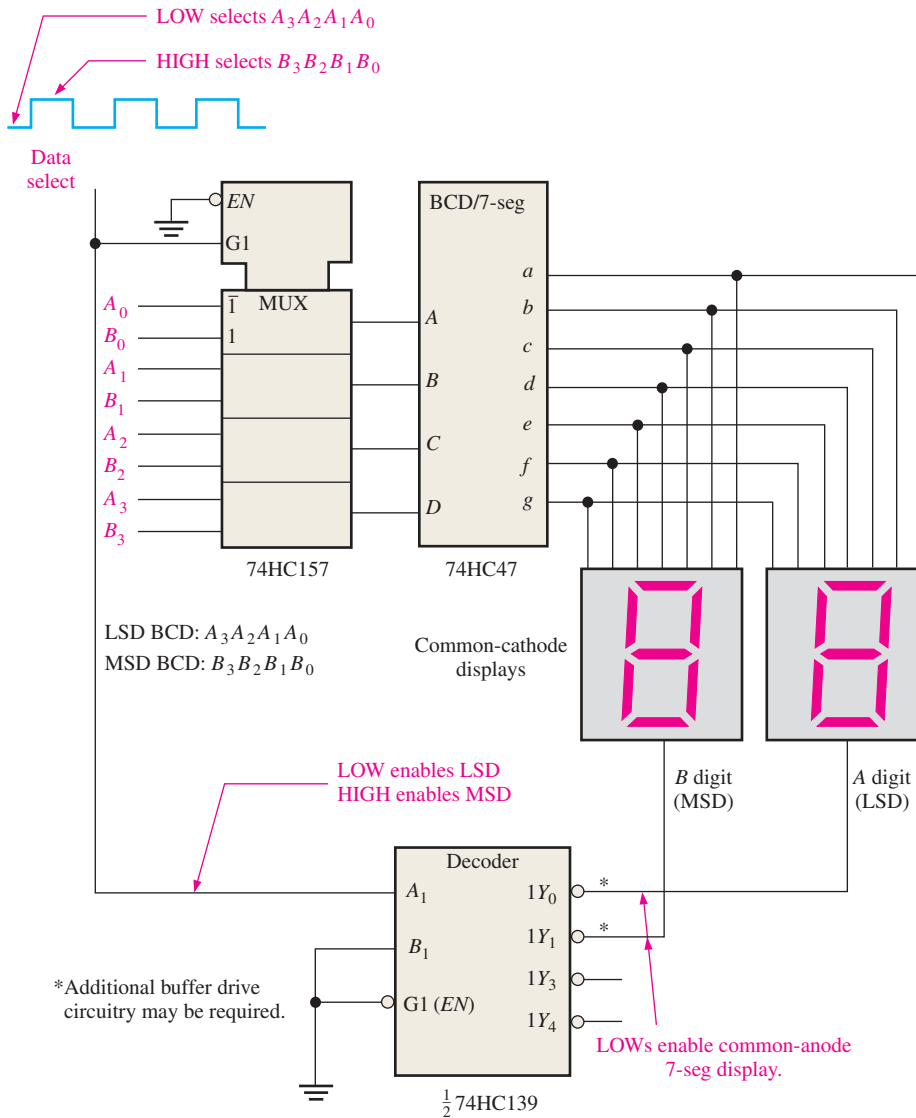 LOW selects A₃A₂A₁A₀
HIGH selects B₃B₂B₁B₀
Data
select
EN
G1
MUX
A₀
1̅
B₀
1
A₁
B₁
A₂
B₂
A₃
B₃
74HC157
BCD/7-seg
A
B
C
D
a
b
c
d
e
f
g
74HC47
LSD BCD: A₃A₂A₁A₀
MSD BCD: B₃B₂B₁B₀
Common-cathode
displays
B digit
(MSD)
A digit
(LSD)
LOW enables LSD
HIGH enables MSD
Decoder
A₁
B₁
G1 (EN)
1Y₀
*
1Y₁
*
1Y₃
1Y₄
*Additional buffer drive
circuitry may be required.
LOWs enable common-anode
7-seg display.
½ 74HC139